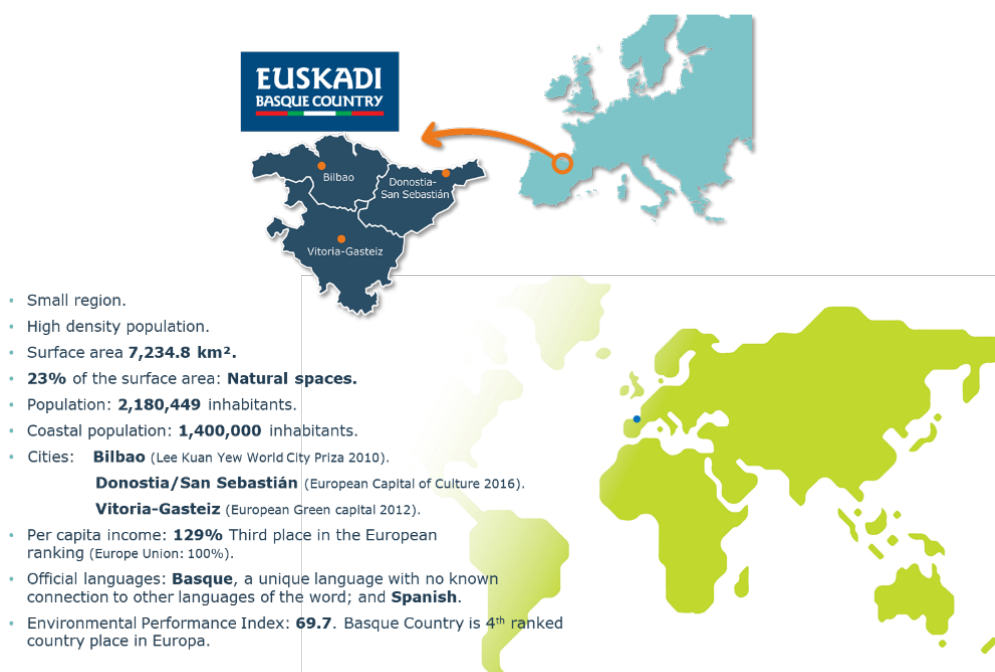 EUSKADI
BASQUE COUNTRY
Bilbao
Donostia-
San Sebastián
Vitoria-Gasteiz
• Small region.
• High density population.
• Surface area 7,234.8 km².
• 23% of the surface area: Natural spaces.
• Population: 2,180,449 inhabitants.
• Coastal population: 1,400,000 inhabitants.
• Cities: Bilbao (Lee Kuan Yew World City Priza 2010).
Donostia/San Sebastián (European Capital of Culture 2016).
Vitoria-Gasteiz (European Green capital 2012).
• Per capita income: 129% Third place in the European
ranking (Europe Union: 100%).
• Official languages: Basque, a unique language with no known
connection to other languages of the word; and Spanish.
• Environmental Performance Index: 69.7. Basque Country is 4th ranked
country place in Europa.